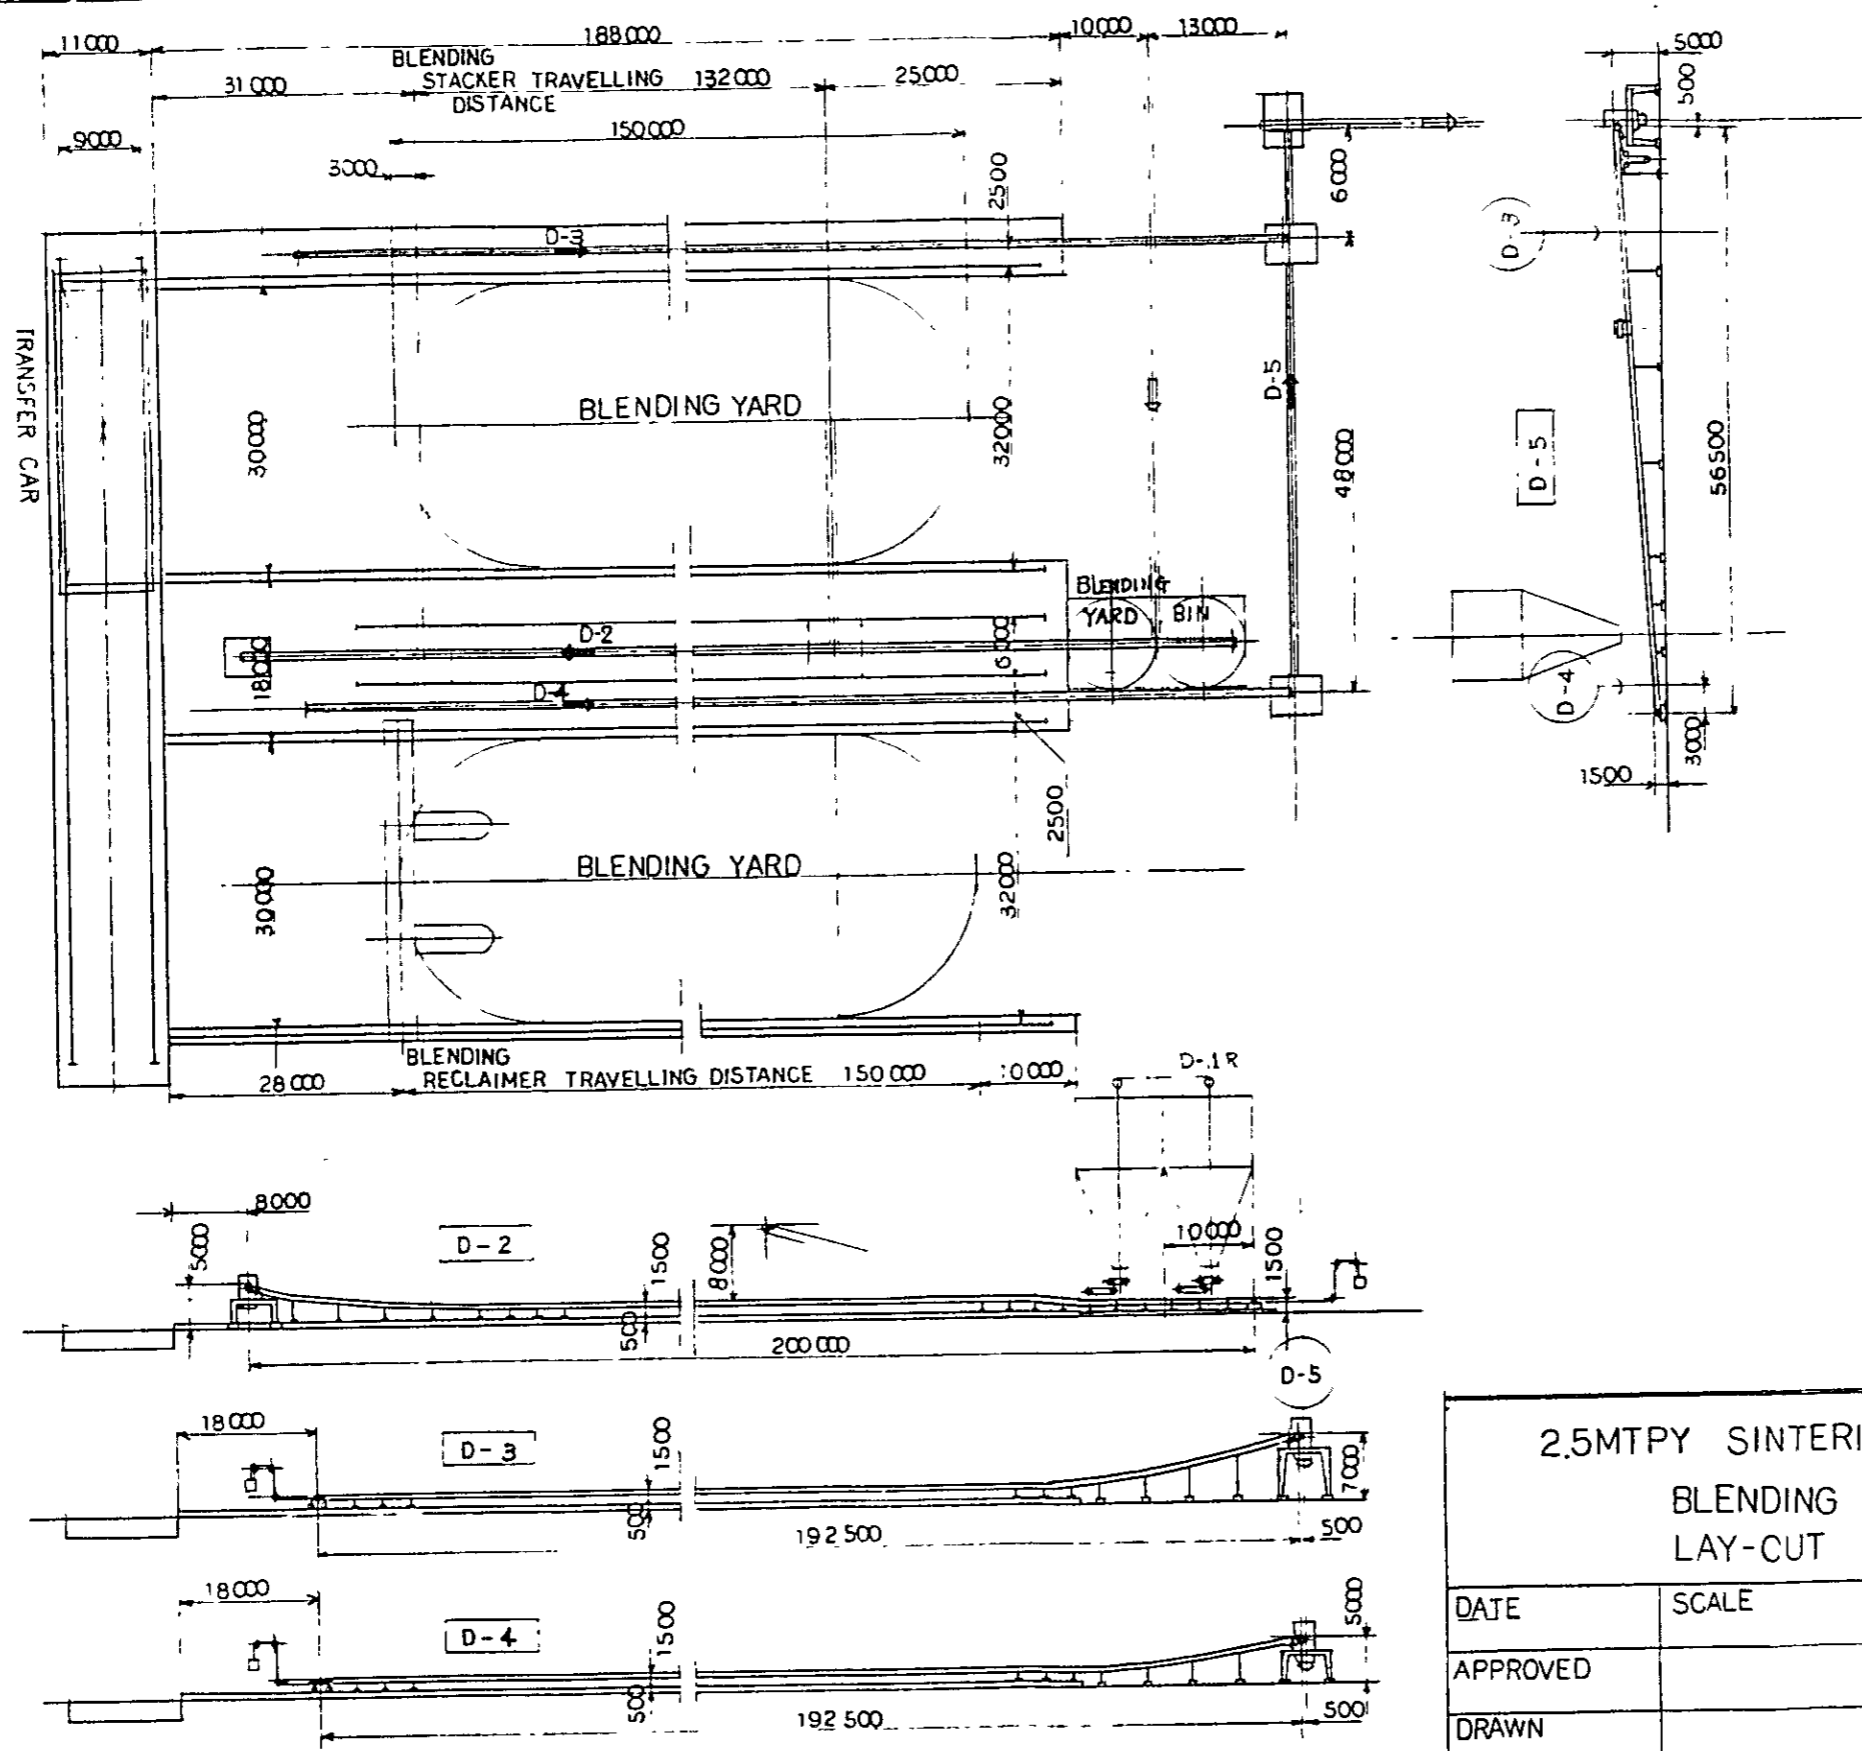 11000
188000
10000
13000
5000
BLENDING
STACKER TRAVELLING
DISTANCE
31000
132000
25000
500
9000
150000
3000
2500
6000
D-3
D-3
TRANSFER CAR
BLENDING YARD
30000
32000
D-5
48000
D-5
56500
BLENDING
YARD BIN
D-2
18000
6000
D-4
D-4
3000
1500
2500
BLENDING YARD
30000
32000
BLENDING
RECLAIMER TRAVELLING DISTANCE 150000
28000
10000
D-1R
8000
5000
D-2
1500
8000
10000
1500
500
200000
D-5
18000
D-3
1500
7000
500
192500
500
18000
D-4
1500
5000
500
192500
500
2.5MTPY SINTERI
BLENDING
LAY-CUT
DATE
SCALE
APPROVED
DRAWN